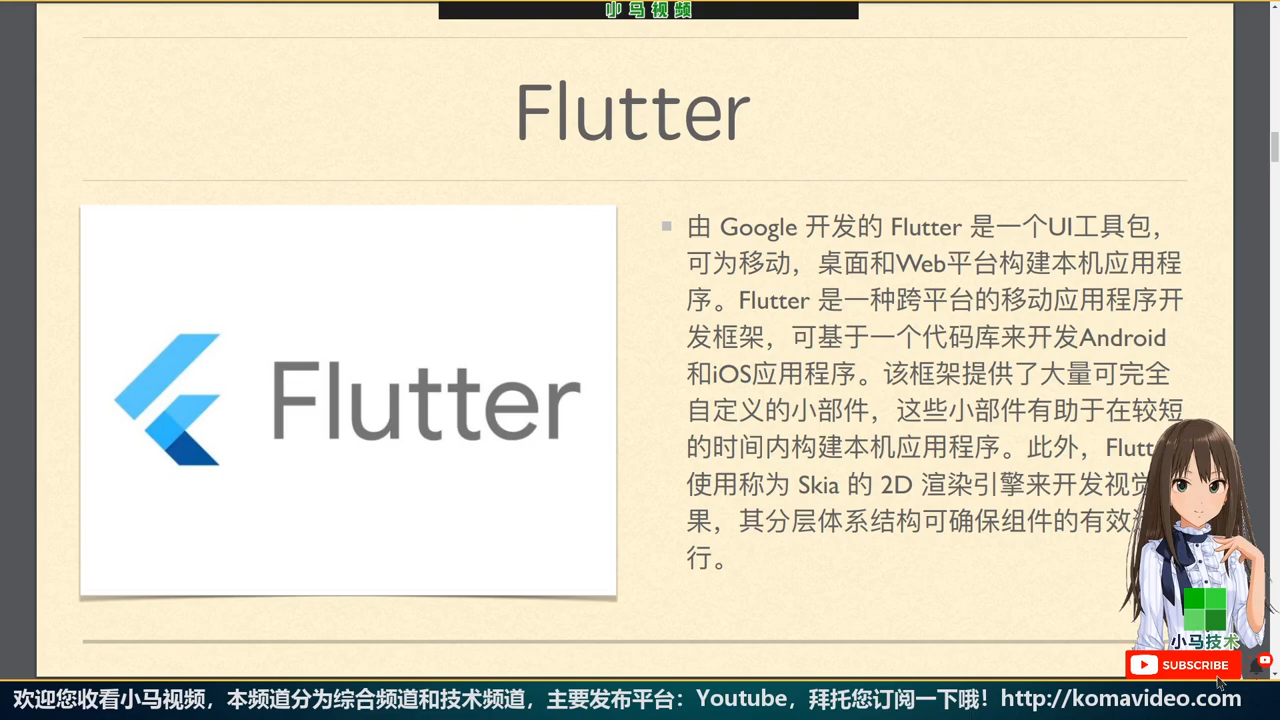 小马视频
Flutter
Flutter
由 Google 开发的 Flutter 是一个UI工具包，
可为移动，桌面和Web平台构建本机应用程
序。Flutter 是一种跨平台的移动应用程序开
发框架，可基于一个代码库来开发Android
和iOS应用程序。该框架提供了大量可完全
自定义的小部件，这些小部件有助于在较短
的时间内构建本机应用程序。此外，Flutt
使用称为 Skia 的 2D 渲染引擎来开发视觉
果，其分层体系结构可确保组件的有效
行。
小马技术
SUBSCRIBE
欢迎您收看小马视频，本频道分为综合频道和技术频道，主要发布平台：Youtube，拜托您订阅一下哦！http://komavideo.com